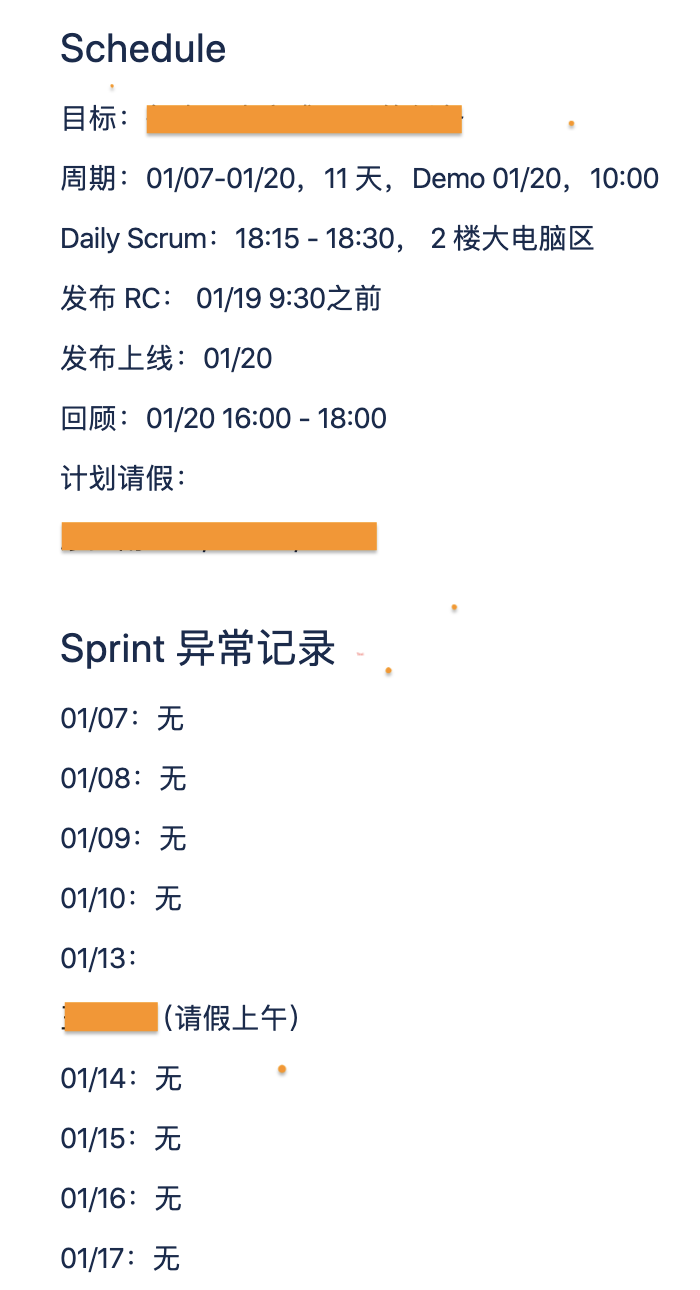 Schedule
目标：
周期：01/07-01/20，11 天，Demo 01/20，10:00
Daily Scrum：18:15 - 18:30， 2 楼大电脑区
发布 RC： 01/19 9:30之前
发布上线：01/20
回顾：01/20 16:00 - 18:00
计划请假：
Sprint 异常记录
01/07：无
01/08：无
01/09：无
01/10：无
01/13：
(请假上午）
01/14：无
01/15：无
01/16：无
01/17：无